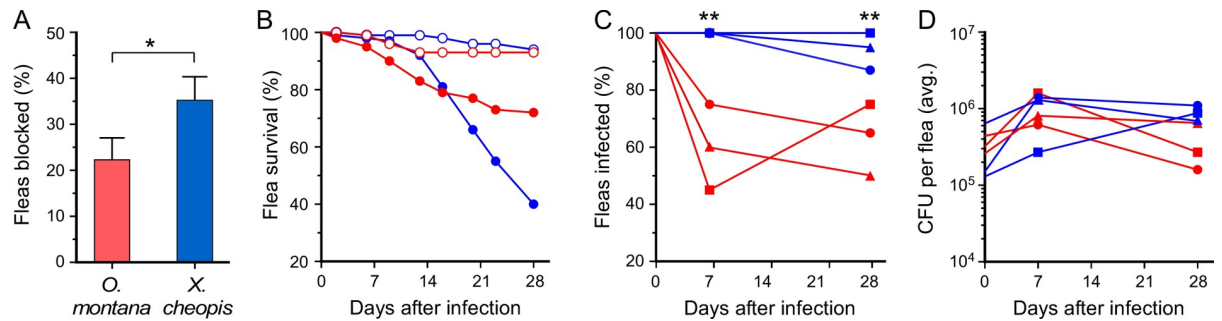 A
Fleas blocked (%)
50
40
30
20
10
0
*
O. montana
X. cheopis
B
Flea survival (%)
100
80
60
40
20
0 7 14 21 28
Days after infection
C
Fleas infected (%)
100
80
60
40
20
** **
0 7 14 21 28
Days after infection
D
CFU per flea (avg.)
10⁷
10⁶
10⁵
10⁴
0 7 14 21 28
Days after infection